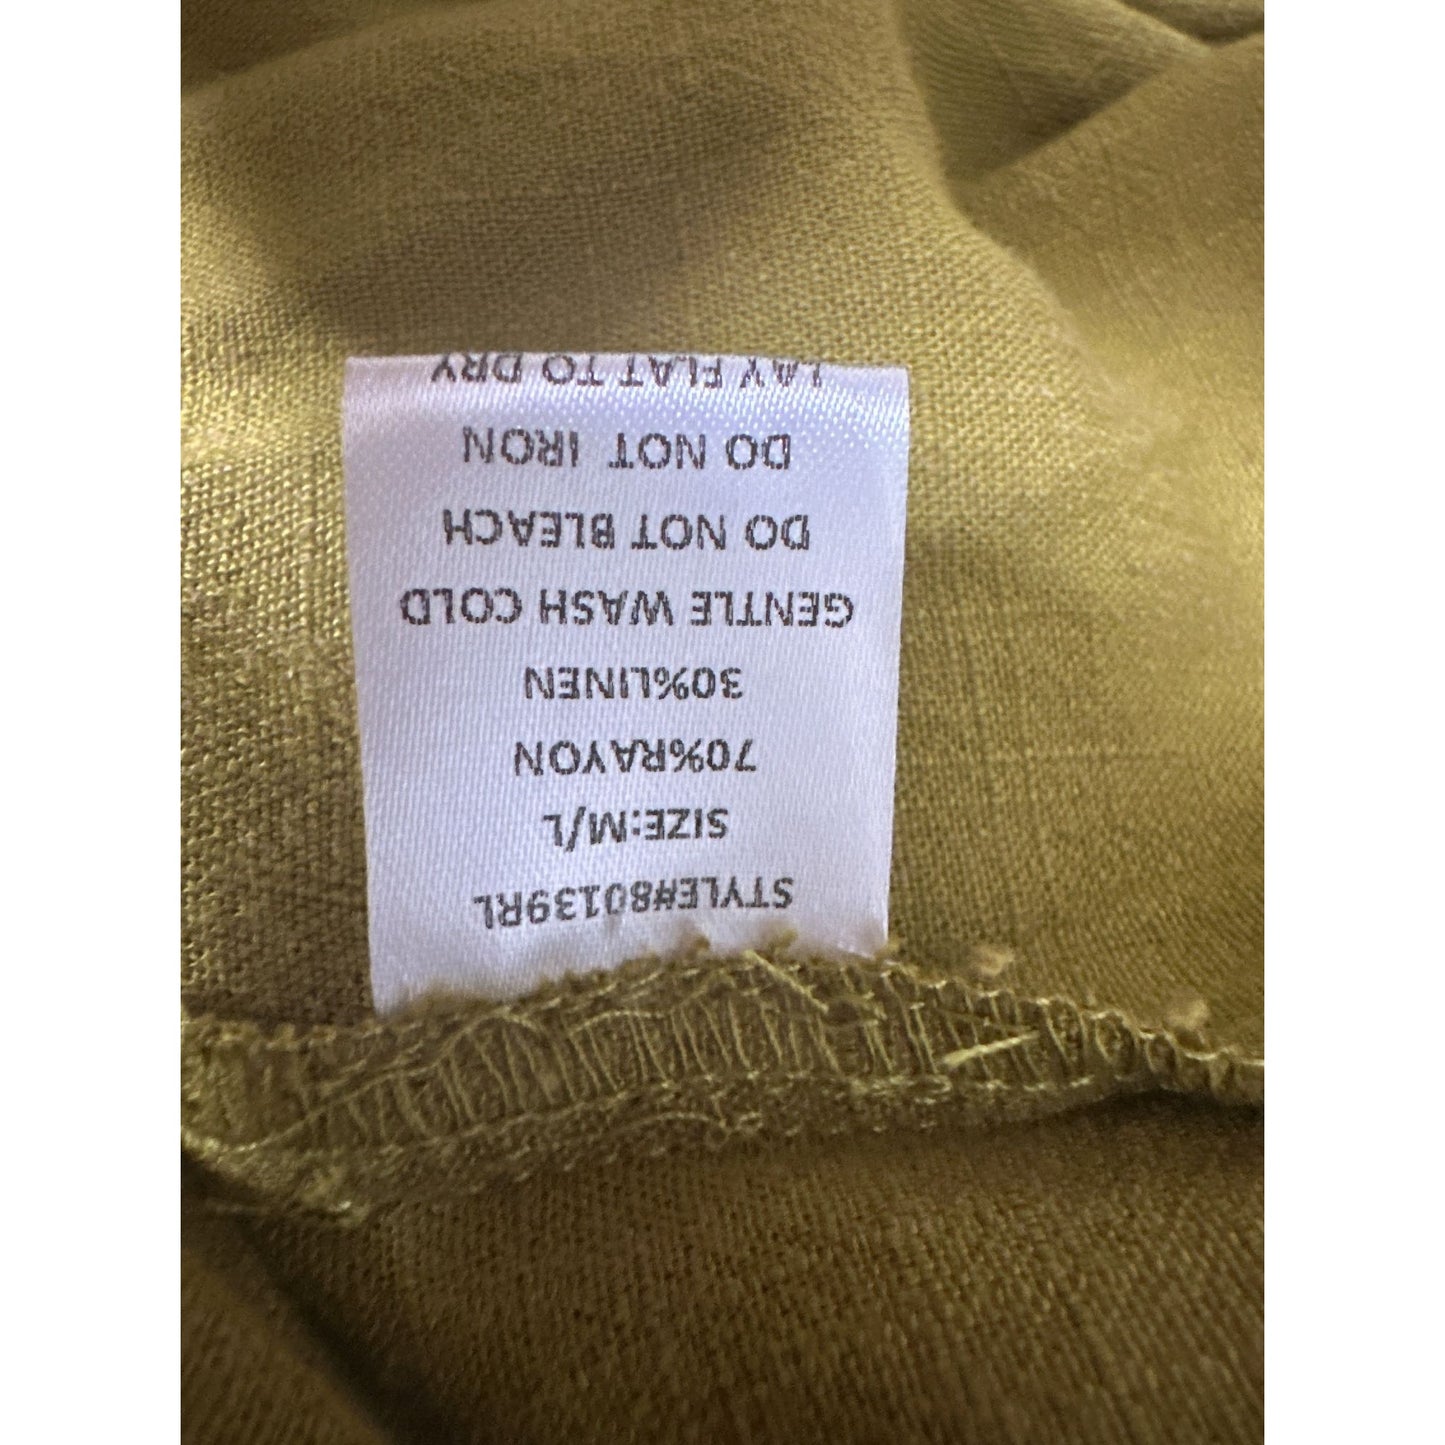 STYLE#80139RL
SIZE:M/L
70%RAYON
30%LINEN
GENTLE WASH COLD
DO NOT BLEACH
DO NOT IRON
LAY FLAT TO DRY